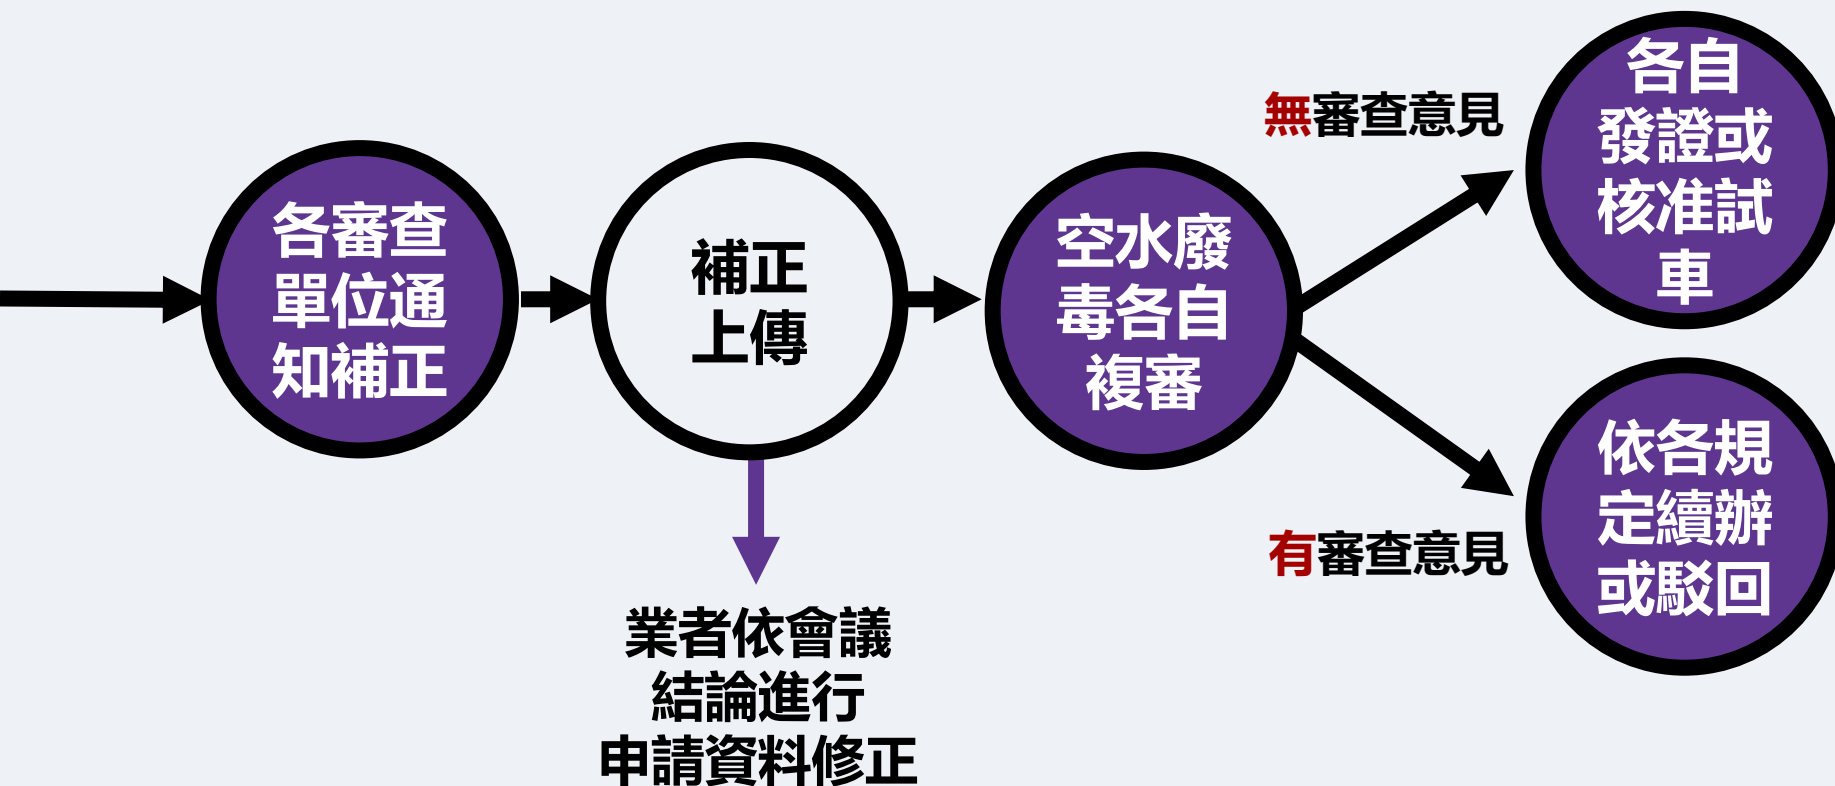 各審查
單位通
知補正
補正
上傳
業者依會議
結論進行
申請資料修正
空水廢
毒各自
複審
無審查意見
各自
發證或
核准試
車
有審查意見
依各規
定續辦
或駁回